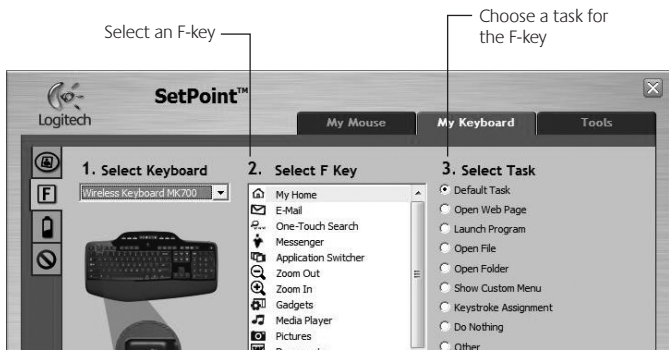 Select an F-key
Choose a task for
the F-key
Logitech
SetPoint™
My Mouse
My Keyboard
Tools
1. Select Keyboard
Wireless Keyboard MK700
2. Select F Key
My Home
E-Mail
One-Touch Search
Messenger
Application Switcher
Zoom Out
Zoom In
Gadgets
Media Player
Pictures
3. Select Task
Default Task
Open Web Page
Launch Program
Open File
Open Folder
Show Custom Menu
Keystroke Assignment
Do Nothing
Other
F